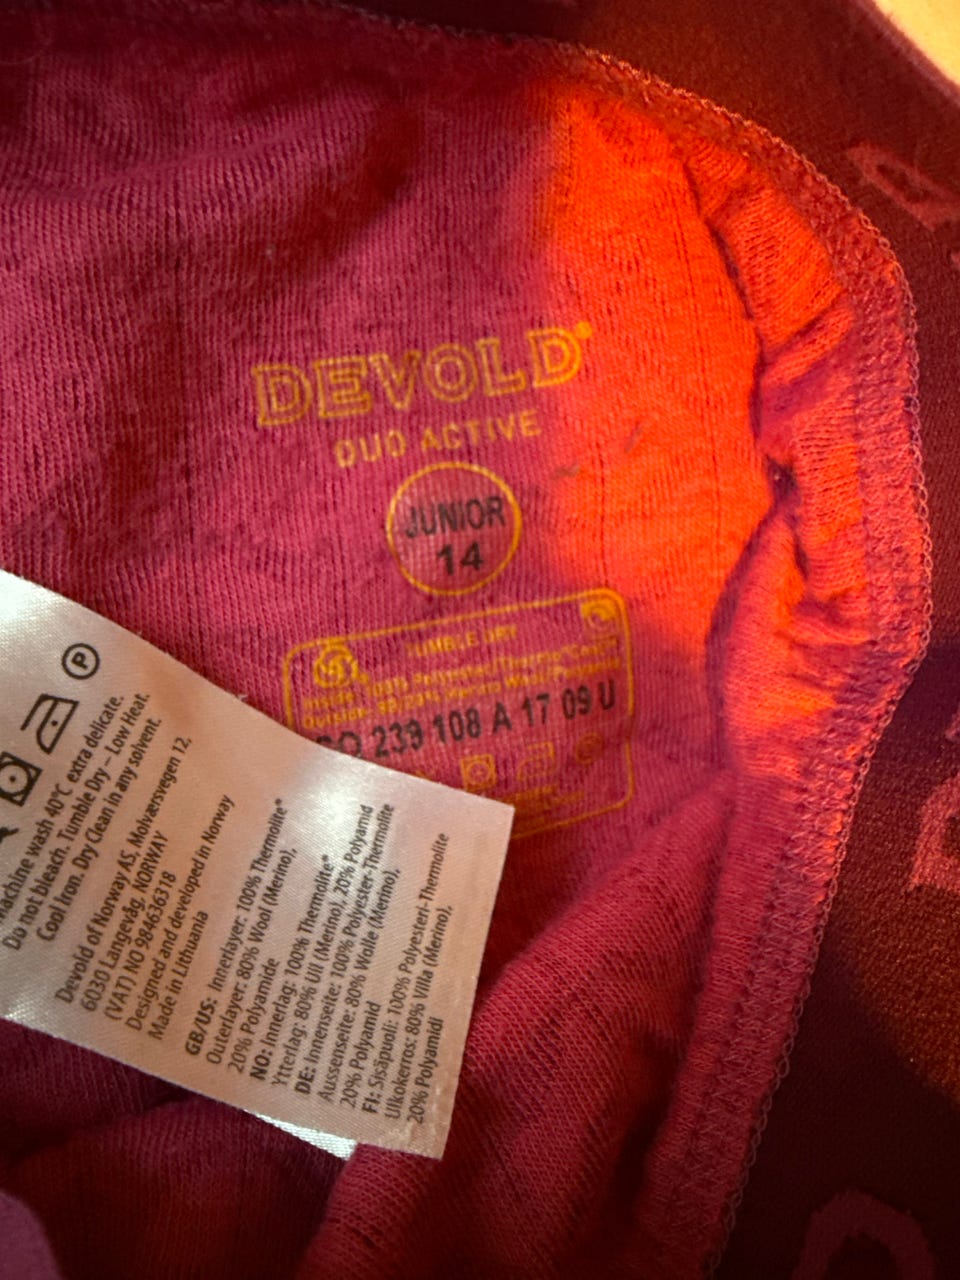 DEVOLD
DUO ACTIVE
JUNIOR
14
TUMBLE DRY
239 108 A 17 09 U
P
Machine wash 40°C extra delicate.
Do not bleach. Tumble Dry – Low Heat.
Cool Iron. Dry Clean in any solvent.
Devold of Norway AS, Molværsvegen 12,
6030 Langevåg, NORWAY
(VAT) NO 984636318
Designed and developed in Norway
Made in Lithuania
GB/US: Innerlayer: 100% Thermolite®
Outerlayer: 80% Wool (Merino),
20% Polyamide
NO: Innerlag: 100% Thermolite®
Ytterlag: 80% Ull (Merino), 20% Polyamid
DE: Innenseite: 100% Polyester-Thermolite
Aussenseite: 80% Wolle (Merino),
20% Polyamid
FI: Sisäpuoli: 100% Polyesteri-Thermolite
Ulkokerros: 80% Villa (Merino),
20% Polyamidi